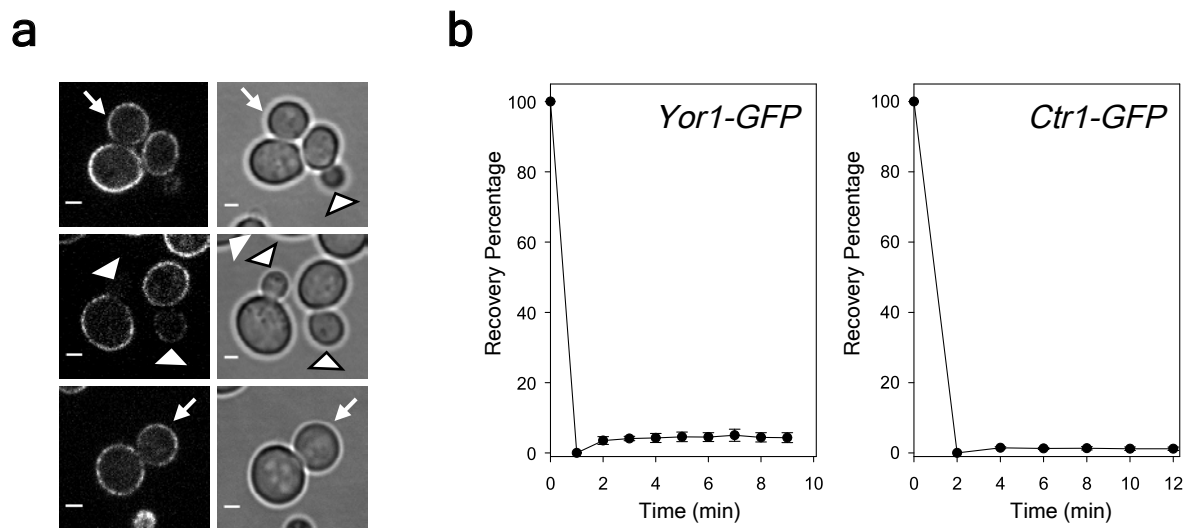 a
b
Yor1-GFP
Recovery Percentage
100
80
60
40
20
0
0 2 4 6 8 10
Time (min)
Ctr1-GFP
Recovery Percentage
100
80
60
40
20
0
0 2 4 6 8 10 12
Time (min)